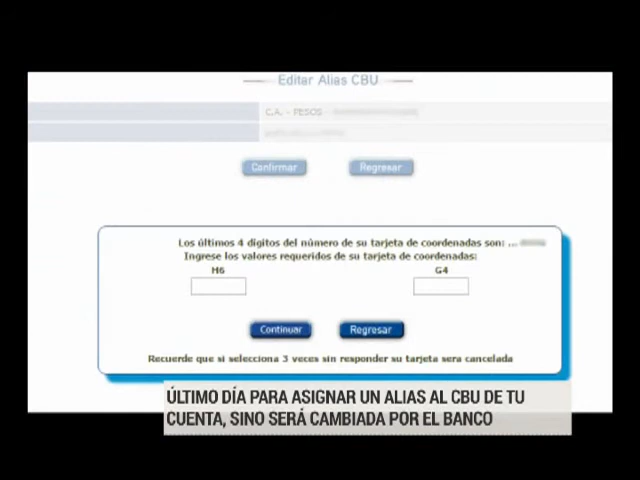 Editar Alias CBU
C.A. - PESOS -
Confirmar Regresar
Los últimos 4 dígitos del número de su tarjeta de coordenadas son: ...
Ingrese los valores requeridos de su tarjeta de coordenadas:
H6 G4
Continuar Regresar
Recuerde que si selecciona 3 veces sin responder su tarjeta sera cancelada
ÚLTIMO DÍA PARA ASIGNAR UN ALIAS AL CBU DE TU
CUENTA, SINO SERÁ CAMBIADA POR EL BANCO